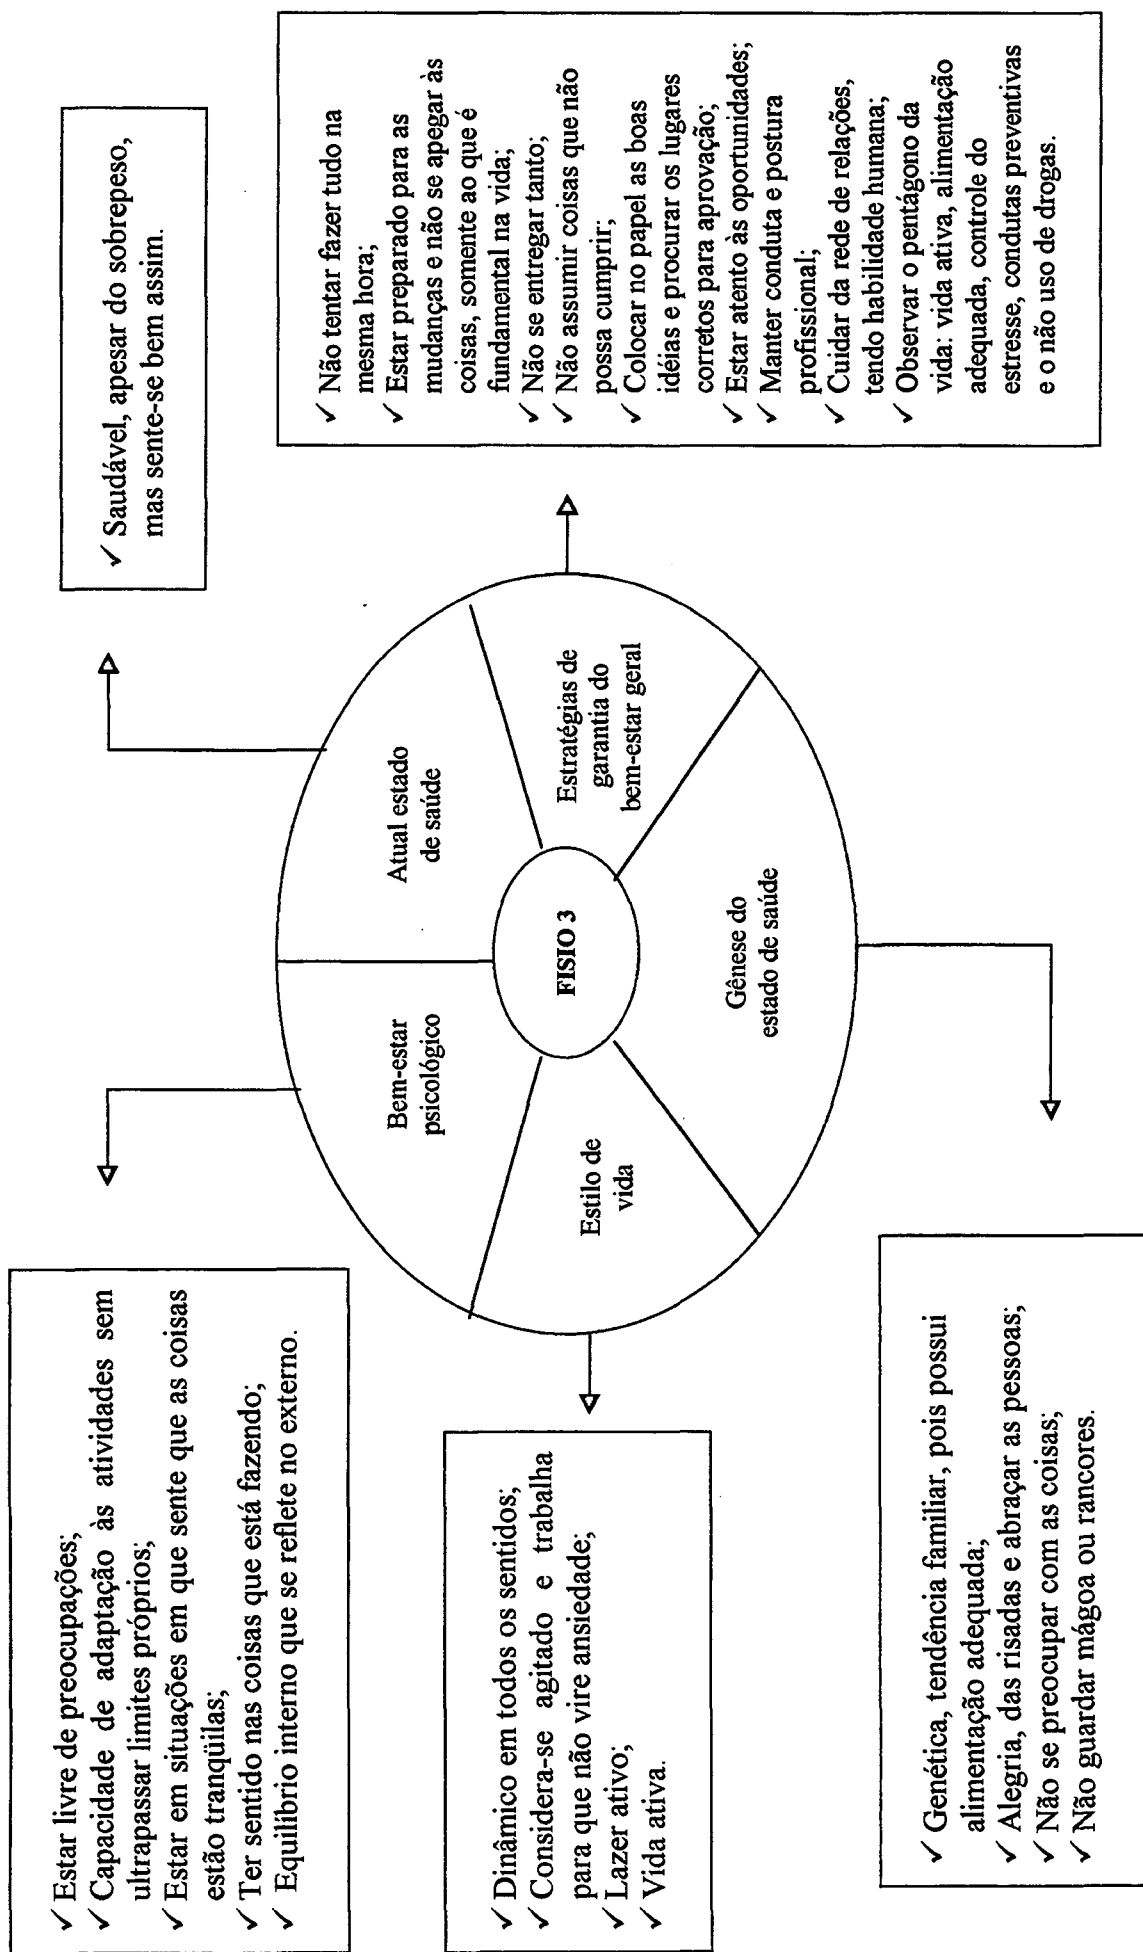 ✓ Estar livre de preocupações;
✓ Capacidade de adaptação às atividades sem
ultrapassar limites próprios;
✓ Estar em situações em que sente que as coisas
estão tranqüilas;
✓ Ter sentido nas coisas que está fazendo;
✓ Equilibrio interno que se reflete no externo.
✓ Saudável, apesar do sobrepeso,
mas sente-se bem assim.
Bem-estar
psicológico
Atual estado
de saúde
✓ Dinâmico em todos os sentidos;
✓ Considera-se agitado e trabalha
para que não vire ansiedade;
✓ Lazer ativo;
✓ Vida ativa.
Estilo de
vida
FISIO 3
Estratégias de
garantia do
bem-estar geral
✓ Não tentar fazer tudo na
mesma hora;
✓ Estar preparado para as
mudanças e não se apegar às
coisas, somente ao que é
fundamental na vida;
✓ Não se entregar tanto;
✓ Não assumir coisas que não
possa cumprir;
✓ Colocar no papel as boas
idéias e procurar os lugares
corretos para aprovação;
✓ Estar atento às oportunidades;
✓ Manter conduta e postura
profissional;
✓ Cuidar da rede de relações,
tendo habilidade humana;
✓ Observar o pentágono da
vida: vida ativa, alimentação
adequada, controle do
estresse, condutas preventivas
e o não uso de drogas.
Gênese do
estado de saúde
✓ Genética, tendência familiar, pois possui
alimentação adequada;
✓ Alegria, das risadas e abraçar as pessoas;
✓ Não se preocupar com as coisas;
✓ Não guardar mágoa ou rancores.